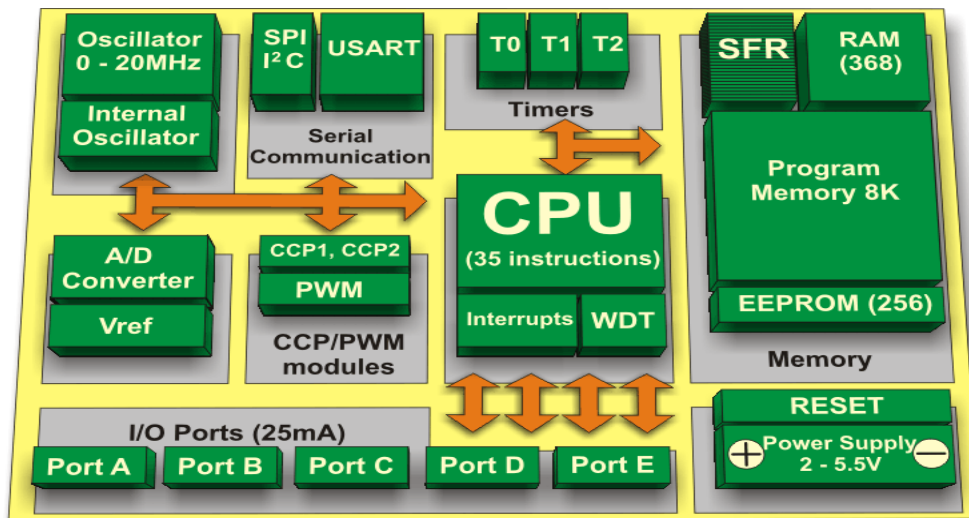 Oscillator
0 - 20MHz
Internal
Oscillator
SPI
I²C
USART
Serial
Communication
T0
T1
T2
Timers
SFR
RAM
(368)
Program
Memory 8K
EEPROM (256)
Memory
A/D
Converter
Vref
CCP1, CCP2
PWM
CCP/PWM
modules
CPU
(35 instructions)
Interrupts
WDT
I/O Ports (25mA)
Port A
Port B
Port C
Port D
Port E
RESET
Power Supply
2 - 5.5V
+
−